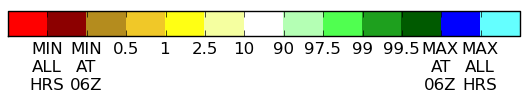 MIN MIN 0.5 1 2.5 10 90 97.5 99 99.5 MAX MAX
ALL AT AT ALL
HRS 06Z 06Z HRS